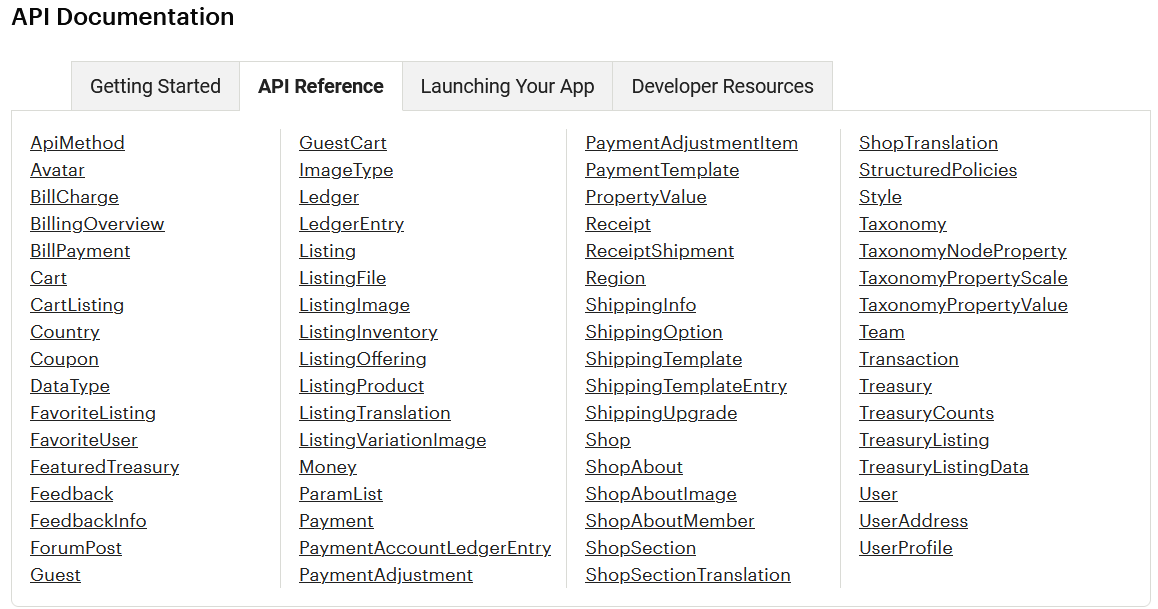 API Documentation
Getting Started
API Reference
Launching Your App
Developer Resources
ApiMethod
Avatar
BillCharge
BillingOverview
BillPayment
Cart
CartListing
Country
Coupon
DataType
FavoriteListing
FavoriteUser
FeaturedTreasury
Feedback
FeedbackInfo
ForumPost
Guest
GuestCart
ImageType
Ledger
LedgerEntry
Listing
ListingFile
ListingImage
ListingInventory
ListingOffering
ListingProduct
ListingTranslation
ListingVariationImage
Money
ParamList
Payment
PaymentAccountLedgerEntry
PaymentAdjustment
PaymentAdjustmentItem
PaymentTemplate
PropertyValue
Receipt
ReceiptShipment
Region
ShippingInfo
ShippingOption
ShippingTemplate
ShippingTemplateEntry
ShippingUpgrade
Shop
ShopAbout
ShopAboutImage
ShopAboutMember
ShopSection
ShopSectionTranslation
ShopTranslation
StructuredPolicies
Style
Taxonomy
TaxonomyNodeProperty
TaxonomyPropertyScale
TaxonomyPropertyValue
Team
Transaction
Treasury
TreasuryCounts
TreasuryListing
TreasuryListingData
User
UserAddress
UserProfile